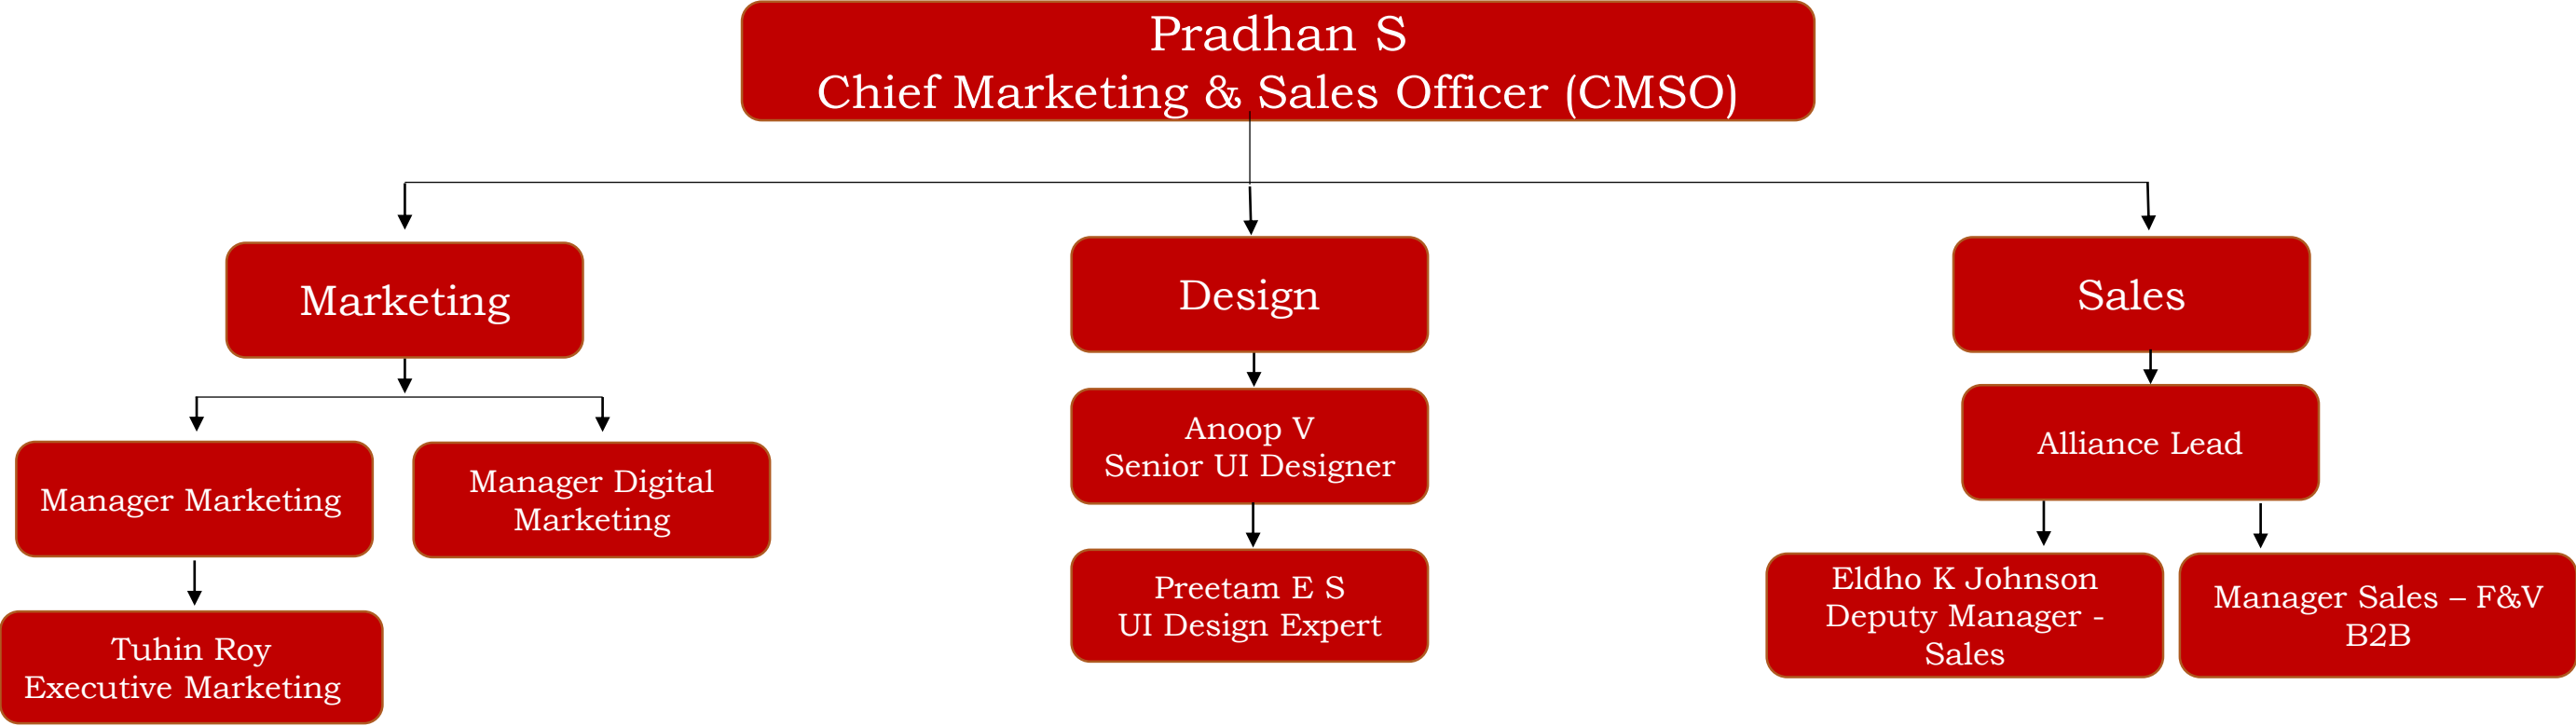 Pradhan S
Chief Marketing & Sales Officer (CMSO)
Marketing
Design
Sales
Manager Marketing
Manager Digital
Marketing
Anoop V
Senior UI Designer
Alliance Lead
Tuhin Roy
Executive Marketing
Preetam E S
UI Design Expert
Eldho K Johnson
Deputy Manager -
Sales
Manager Sales – F&V
B2B